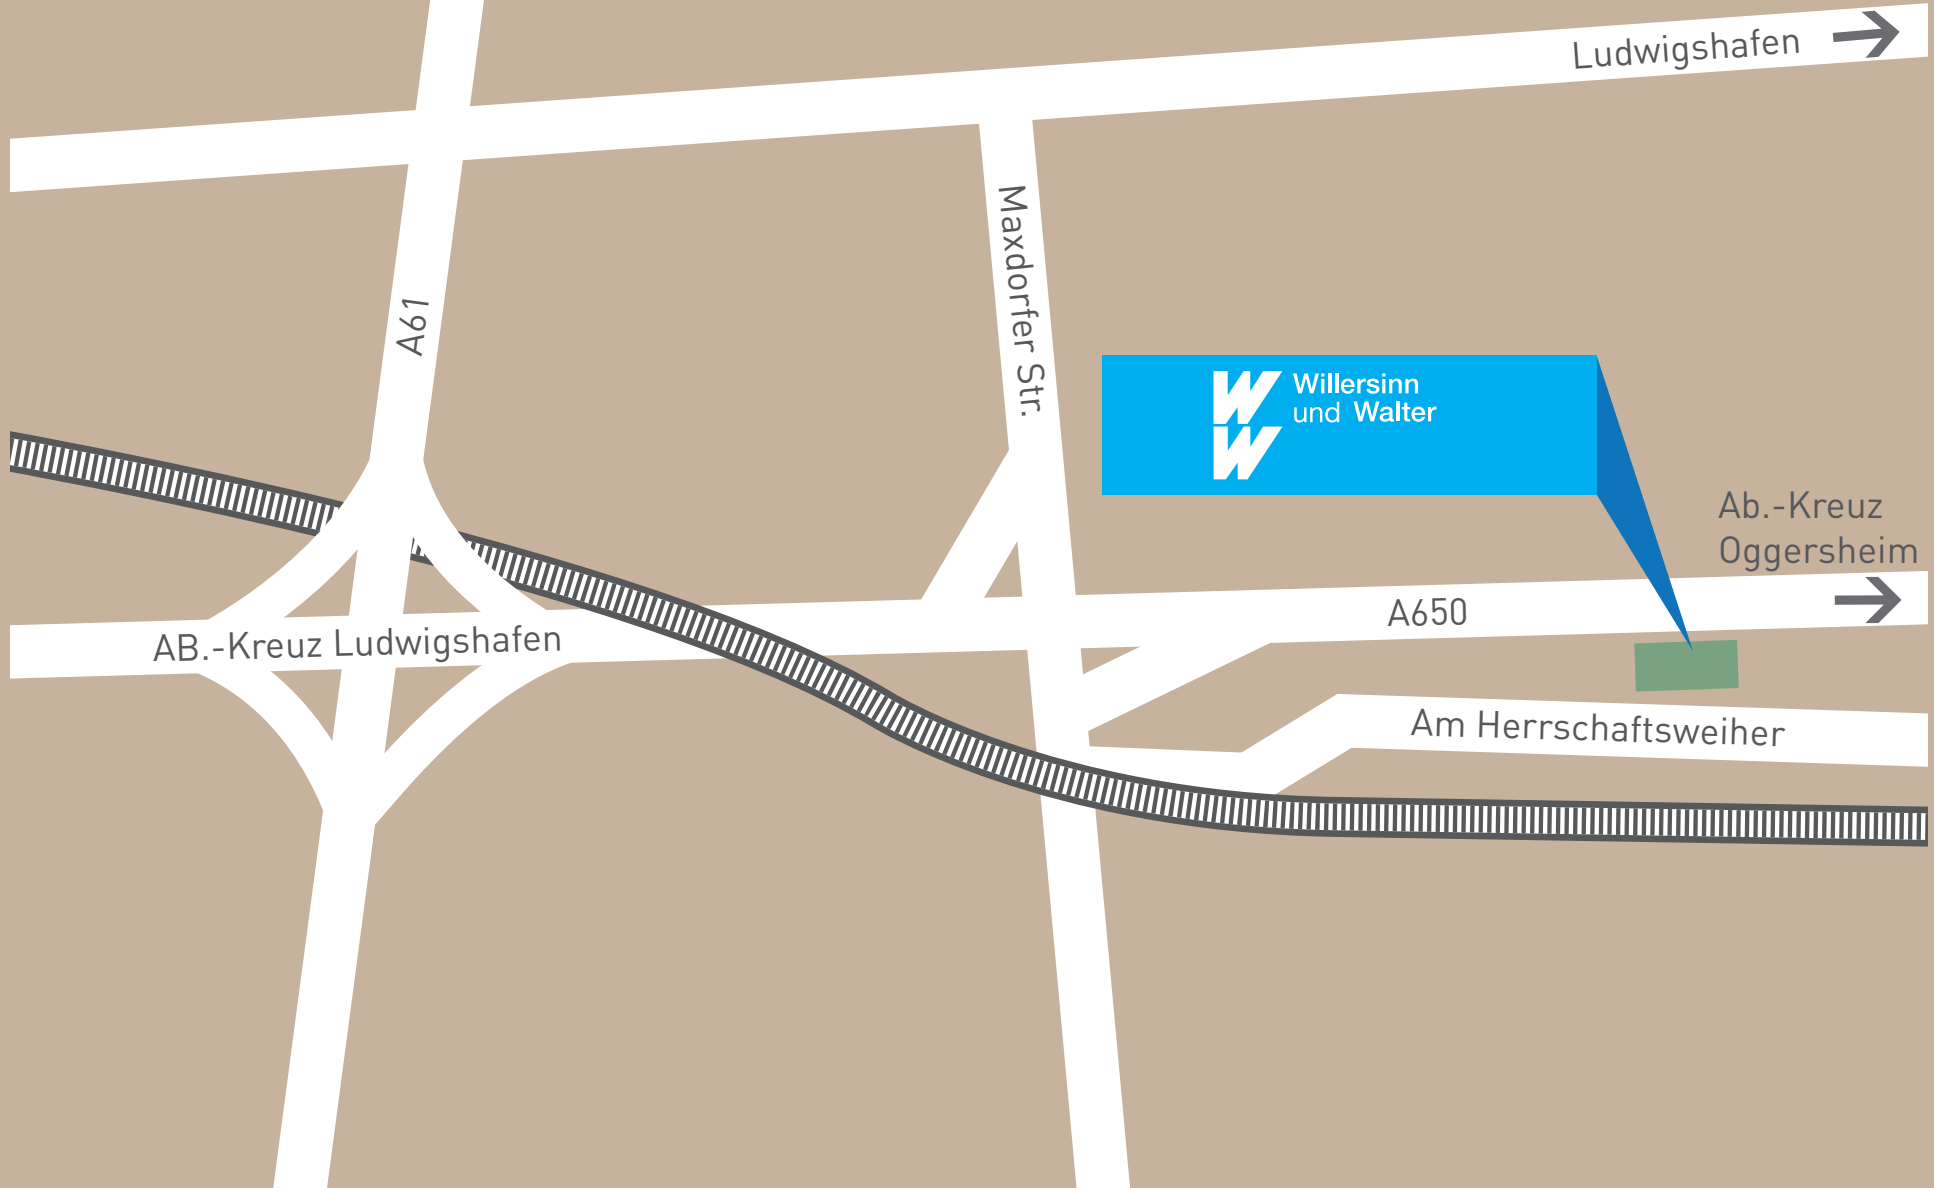 Ludwigshafen
Maxdorfer Str.
A61
Willersinn
und Walter
Ab.-Kreuz
Oggersheim
A650
AB.-Kreuz Ludwigshafen
Am Herrschaftsweiher